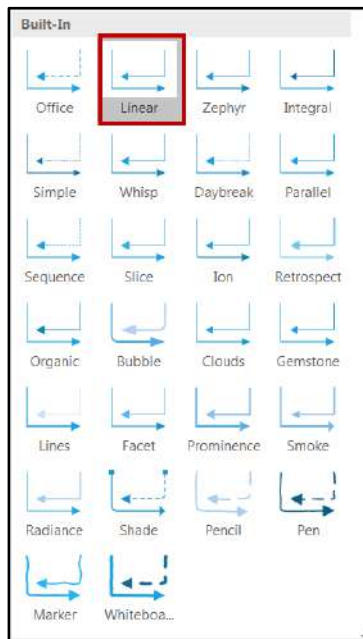 Built-In
Office Linear Zephyr Integral
Simple Whisp Daybreak Parallel
Sequence Slice Ion Retrospect
Organic Bubble Clouds Gemstone
Lines Facet Prominence Smoke
Radiance Shade Pencil Pen
Marker Whiteboa...